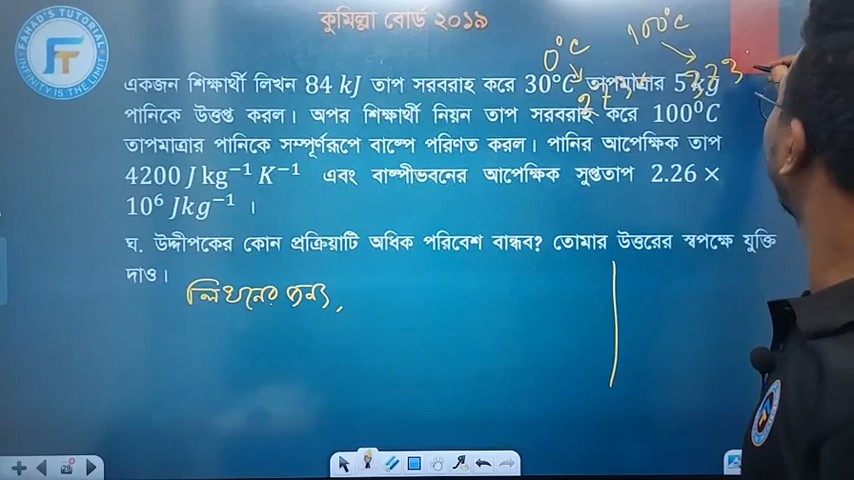 কুমিল্লা বোর্ড ২০১৯
FAHAD'S TUTORIAL
FT
INFINITY IS THE LIMIT
0°C
100°C
273
একজন শিক্ষার্থী লিখন 84 kJ তাপ সরবরাহ করে 30°C তাপমাত্রার 5 kg
পানিকে উত্তপ্ত করল। অপর শিক্ষার্থী নিয়ন তাপ সরবরাহ করে 100⁰C
তাপমাত্রার পানিকে সম্পূর্ণরূপে বাষ্পে পরিণত করল। পানির আপেক্ষিক তাপ
4200 J kg⁻¹ K⁻¹ এবং বাষ্পীভবনের আপেক্ষিক সুপ্ততাপ 2.26 ×
10⁶ Jkg⁻¹ ।
ঘ. উদ্দীপকের কোন প্রক্রিয়াটি অধিক পরিবেশ বান্ধব? তোমার উত্তরের স্বপক্ষে যুক্তি
দাও।
লিখনের জন্য,